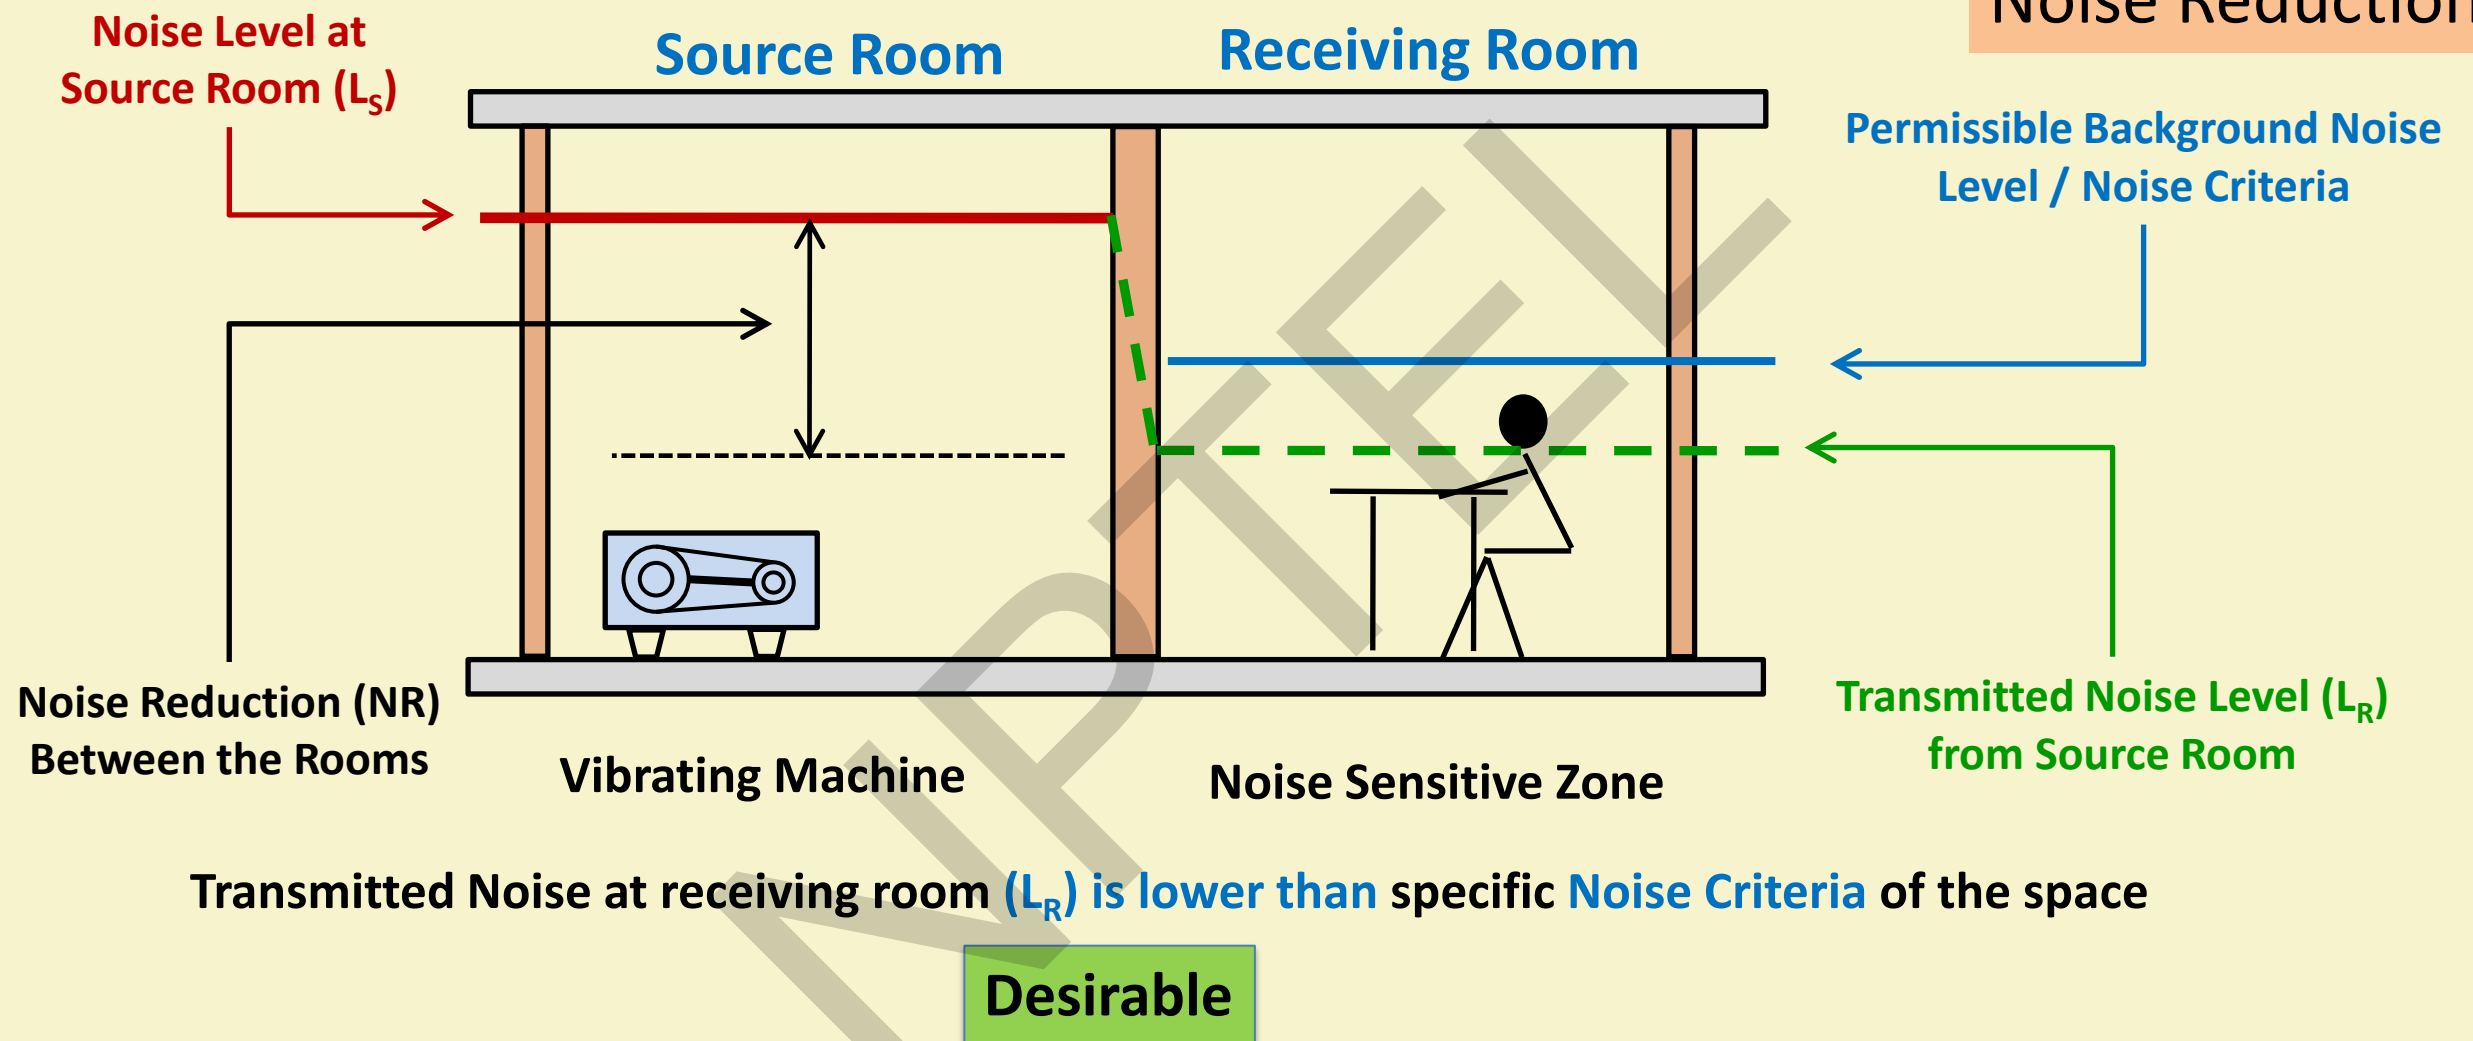 Noise Reduction
Noise Level at
Source Room (LS)
Source Room
Receiving Room
Permissible Background Noise
Level / Noise Criteria
Noise Reduction (NR)
Between the Rooms
Vibrating Machine
Noise Sensitive Zone
Transmitted Noise Level (LR)
from Source Room
Transmitted Noise at receiving room (LR) is lower than specific Noise Criteria of the space
Desirable
NPTEL